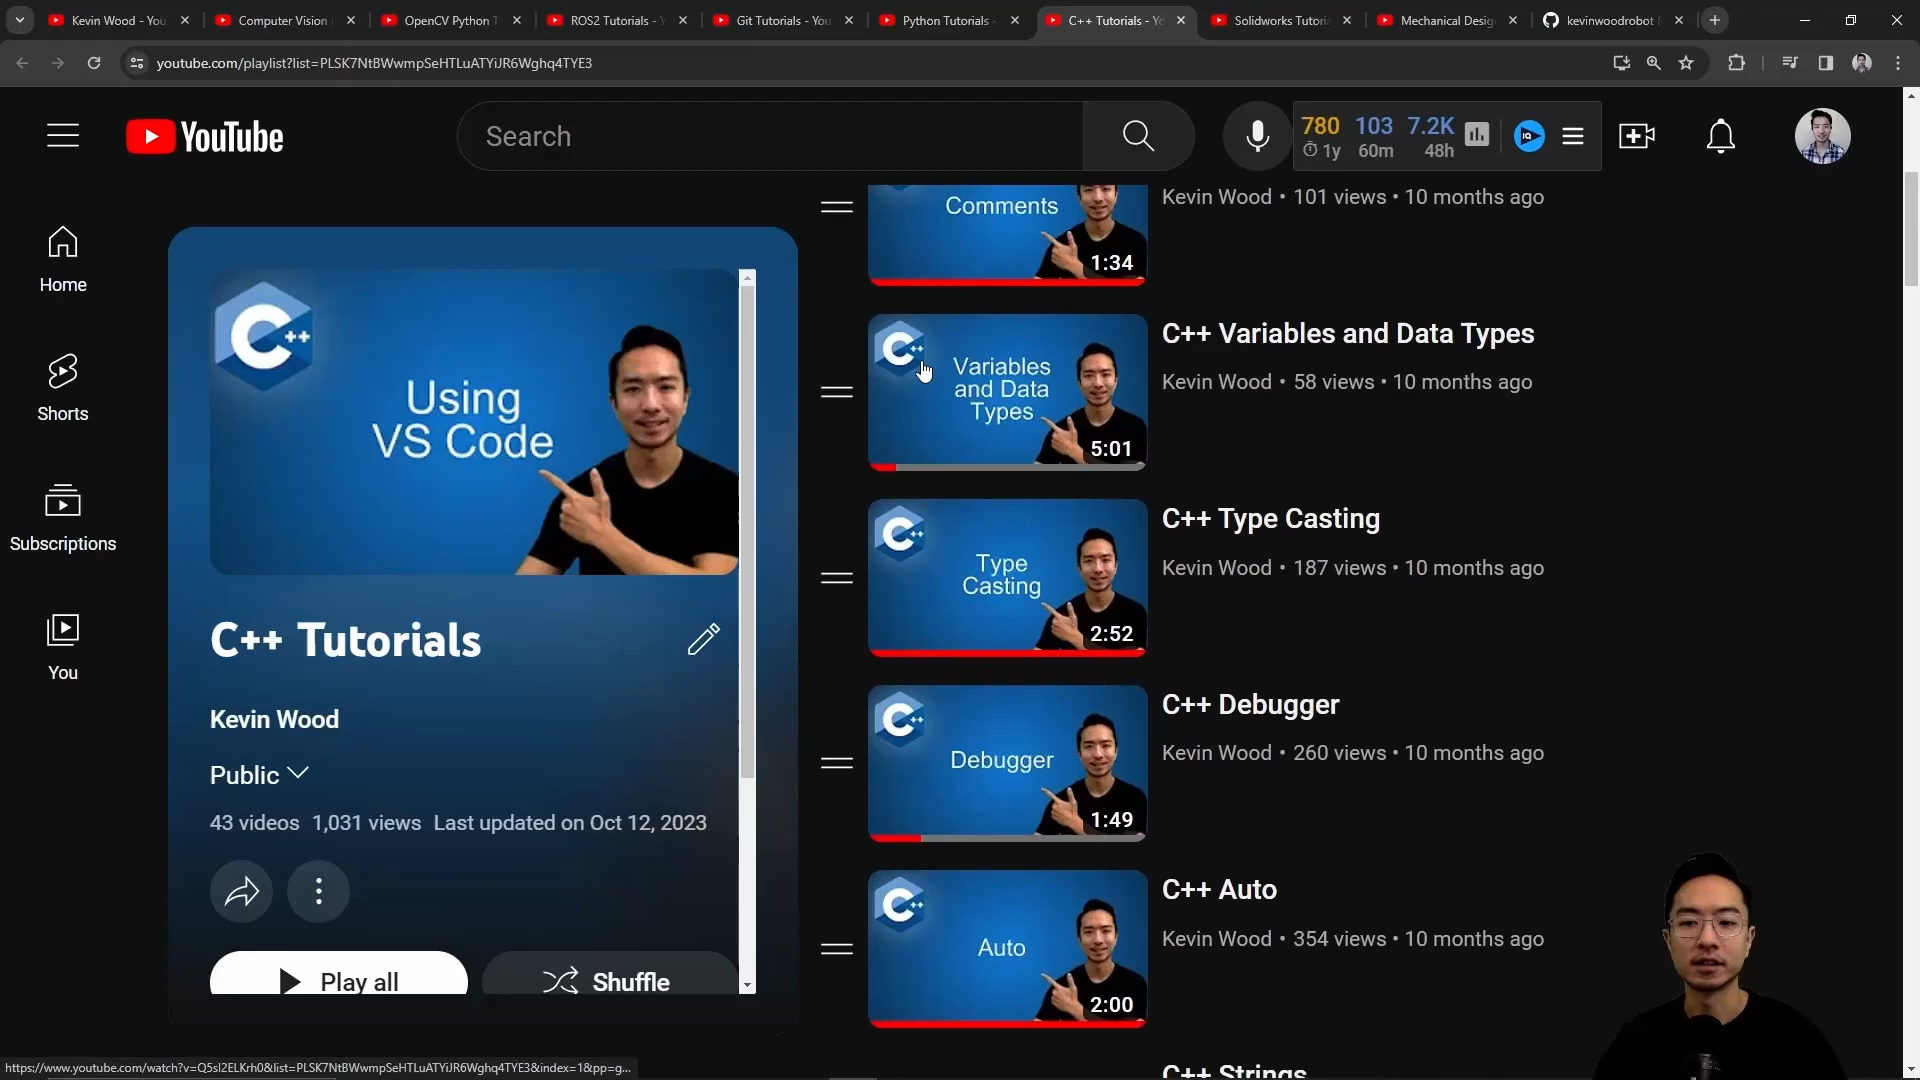 Kevin Wood - You
Computer Vision
OpenCV Python T
ROS2 Tutorials - Y
Git Tutorials - You
Python Tutorials -
C++ Tutorials - Yo
Solidworks Tutoria
Mechanical Desig
kevinwoodrobot (
youtube.com/playlist?list=PLSK7NtBWwmpSeHTLuATYiJR6Wghq4TYE3
YouTube
Search
780 103 7.2K
1y 60m 48h
IQ
Home
Shorts
Subscriptions
You
C++
Using
VS Code
C++ Tutorials
Kevin Wood
Public
43 videos 1,031 views Last updated on Oct 12, 2023
Play all
Shuffle
Comments
1:34
Kevin Wood • 101 views • 10 months ago
C++
Variables
and Data
Types
5:01
C++ Variables and Data Types
Kevin Wood • 58 views • 10 months ago
C++
Type
Casting
2:52
C++ Type Casting
Kevin Wood • 187 views • 10 months ago
C++
Debugger
1:49
C++ Debugger
Kevin Wood • 260 views • 10 months ago
C++
Auto
2:00
C++ Auto
Kevin Wood • 354 views • 10 months ago
C++ Strings
https://www.youtube.com/watch?v=Q5sl2ELKrh0&list=PLSK7NtBWwmpSeHTLuATYiJR6Wghq4TYE3&index=1&pp=g...